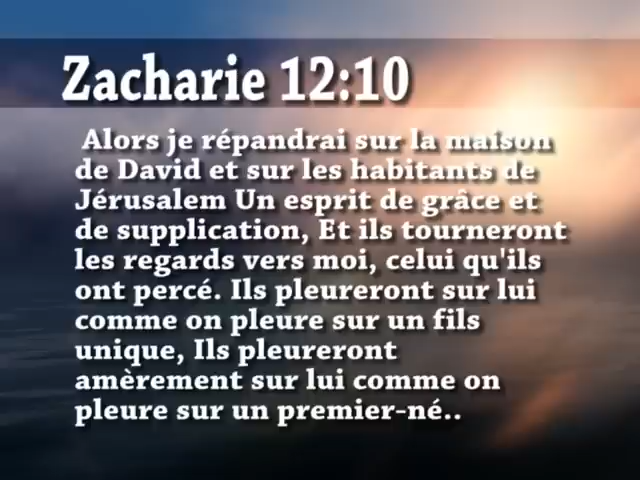 Zacharie 12:10
Alors je répandrai sur la maison
de David et sur les habitants de
Jérusalem Un esprit de grâce et
de supplication, Et ils tourneront
les regards vers moi, celui qu'ils
ont percé. Ils pleureront sur lui
comme on pleure sur un fils
unique, Ils pleureront
amèrement sur lui comme on
pleure sur un premier-né..